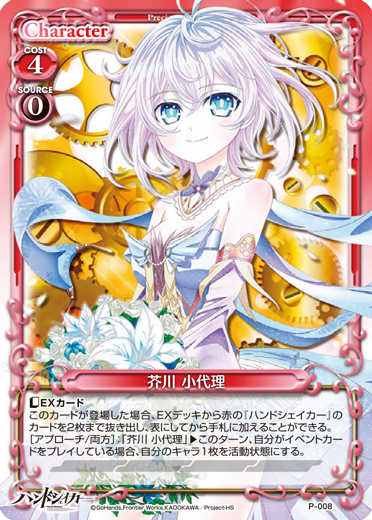 Preci
Character
COST
4
SOURCE
0
芥川 小代理
EXカード
このカードが登場した場合、EXデッキから赤の『ハンドシェイカー』の
カードを2枚まで抜き出し、表にしてから手札に加えることができる。
[アプローチ/両方]:「芥川 小代理」▶このターン、自分がイベントカー
ドをプレイしている場合、自分のキャラ1枚を活動状態にする。
ハンドシェイカー
©GoHands,Frontier Works,KADOKAWA／Project-HS
P-008